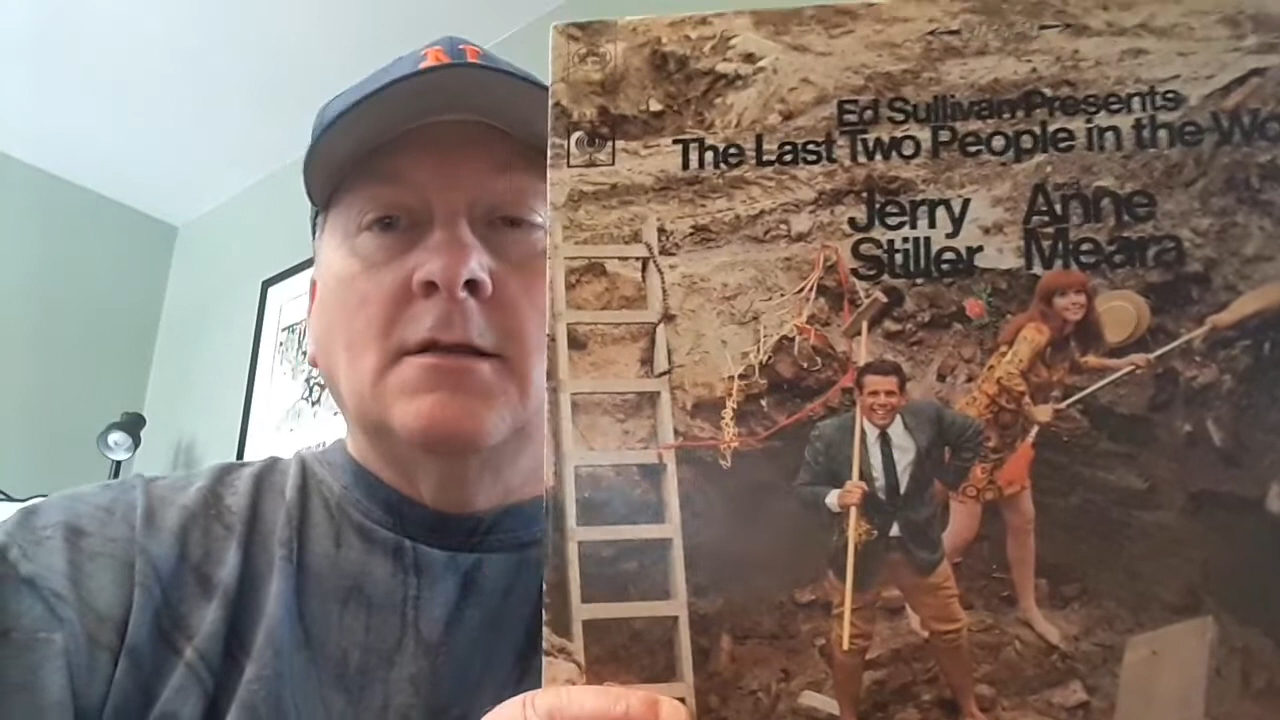 Ed Sullivan Presents
The Last Two People in the Wo
Jerry and Anne
Stiller Meara